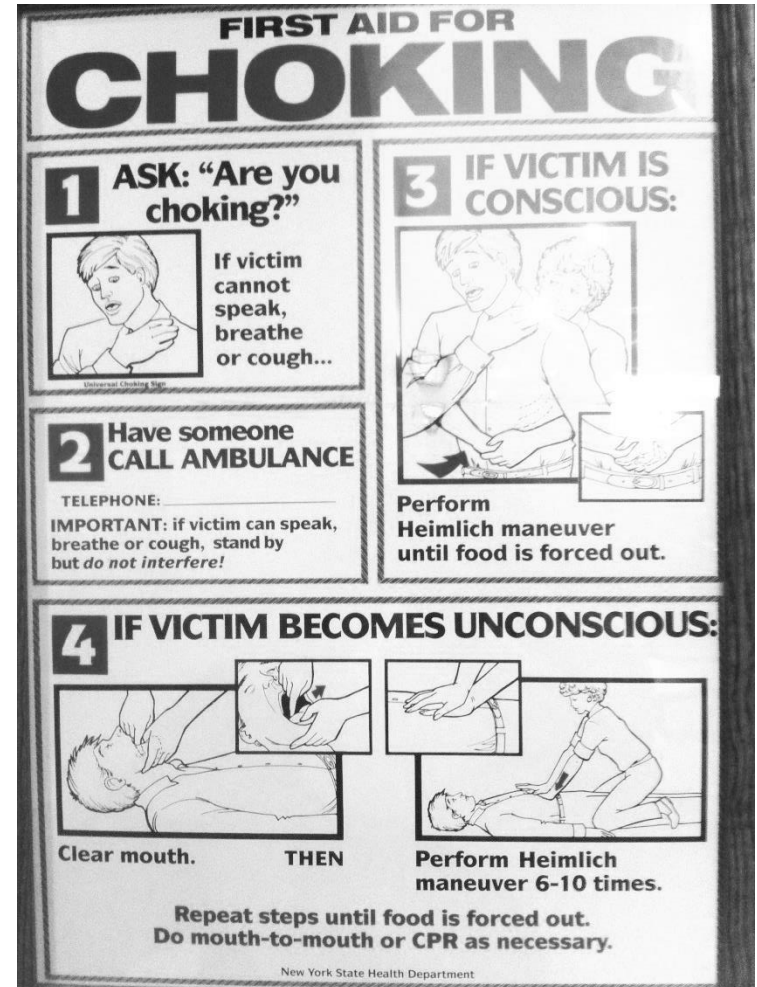 FIRST AID FOR
CHOKING
1
ASK: “Are you
choking?”
If victim
cannot
speak,
breathe
or cough...
Universal Choking Sign
2
Have someone
CALL AMBULANCE
TELEPHONE:
IMPORTANT: if victim can speak,
breathe or cough, stand by
but do not interfere!
3
IF VICTIM IS
CONSCIOUS:
Perform
Heimlich maneuver
until food is forced out.
4
IF VICTIM BECOMES UNCONSCIOUS:
Clear mouth.
THEN
Perform Heimlich
maneuver 6-10 times.
Repeat steps until food is forced out.
Do mouth-to-mouth or CPR as necessary.
New York State Health Department